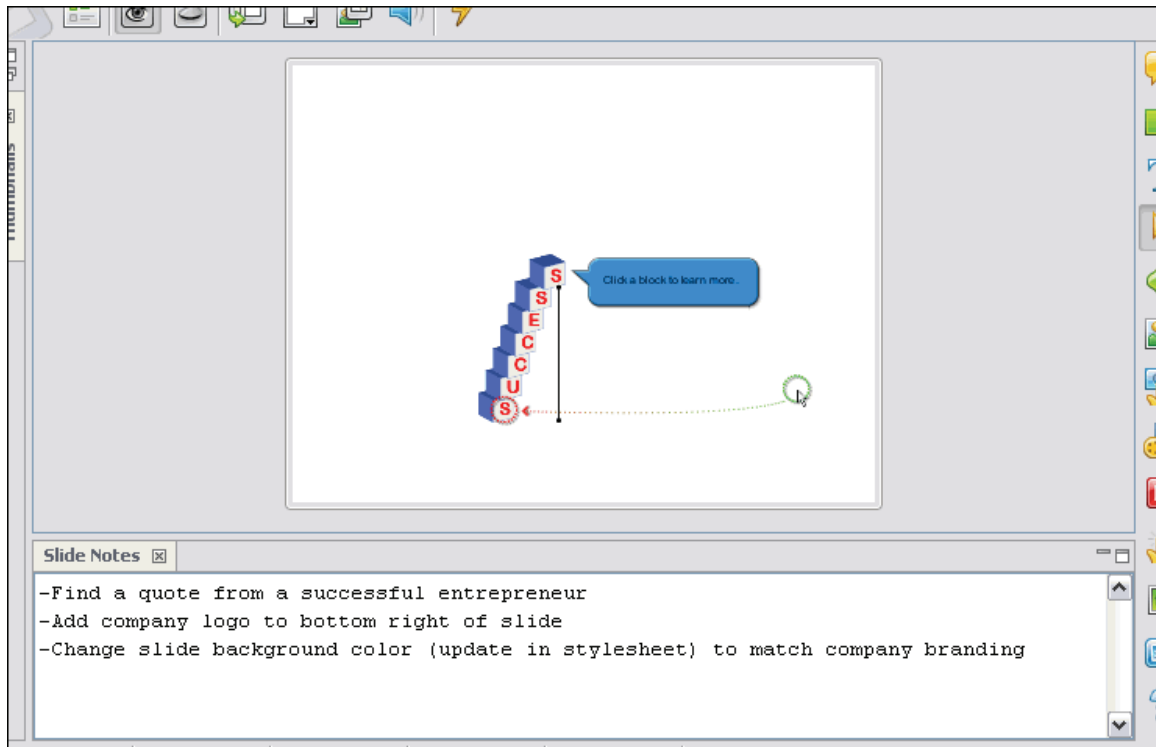 Thumbnails
S
S
E
C
C
U
S
Click a block to learn more..
Slide Notes
-Find a quote from a successful entrepreneur
-Add company logo to bottom right of slide
-Change slide background color (update in stylesheet) to match company branding